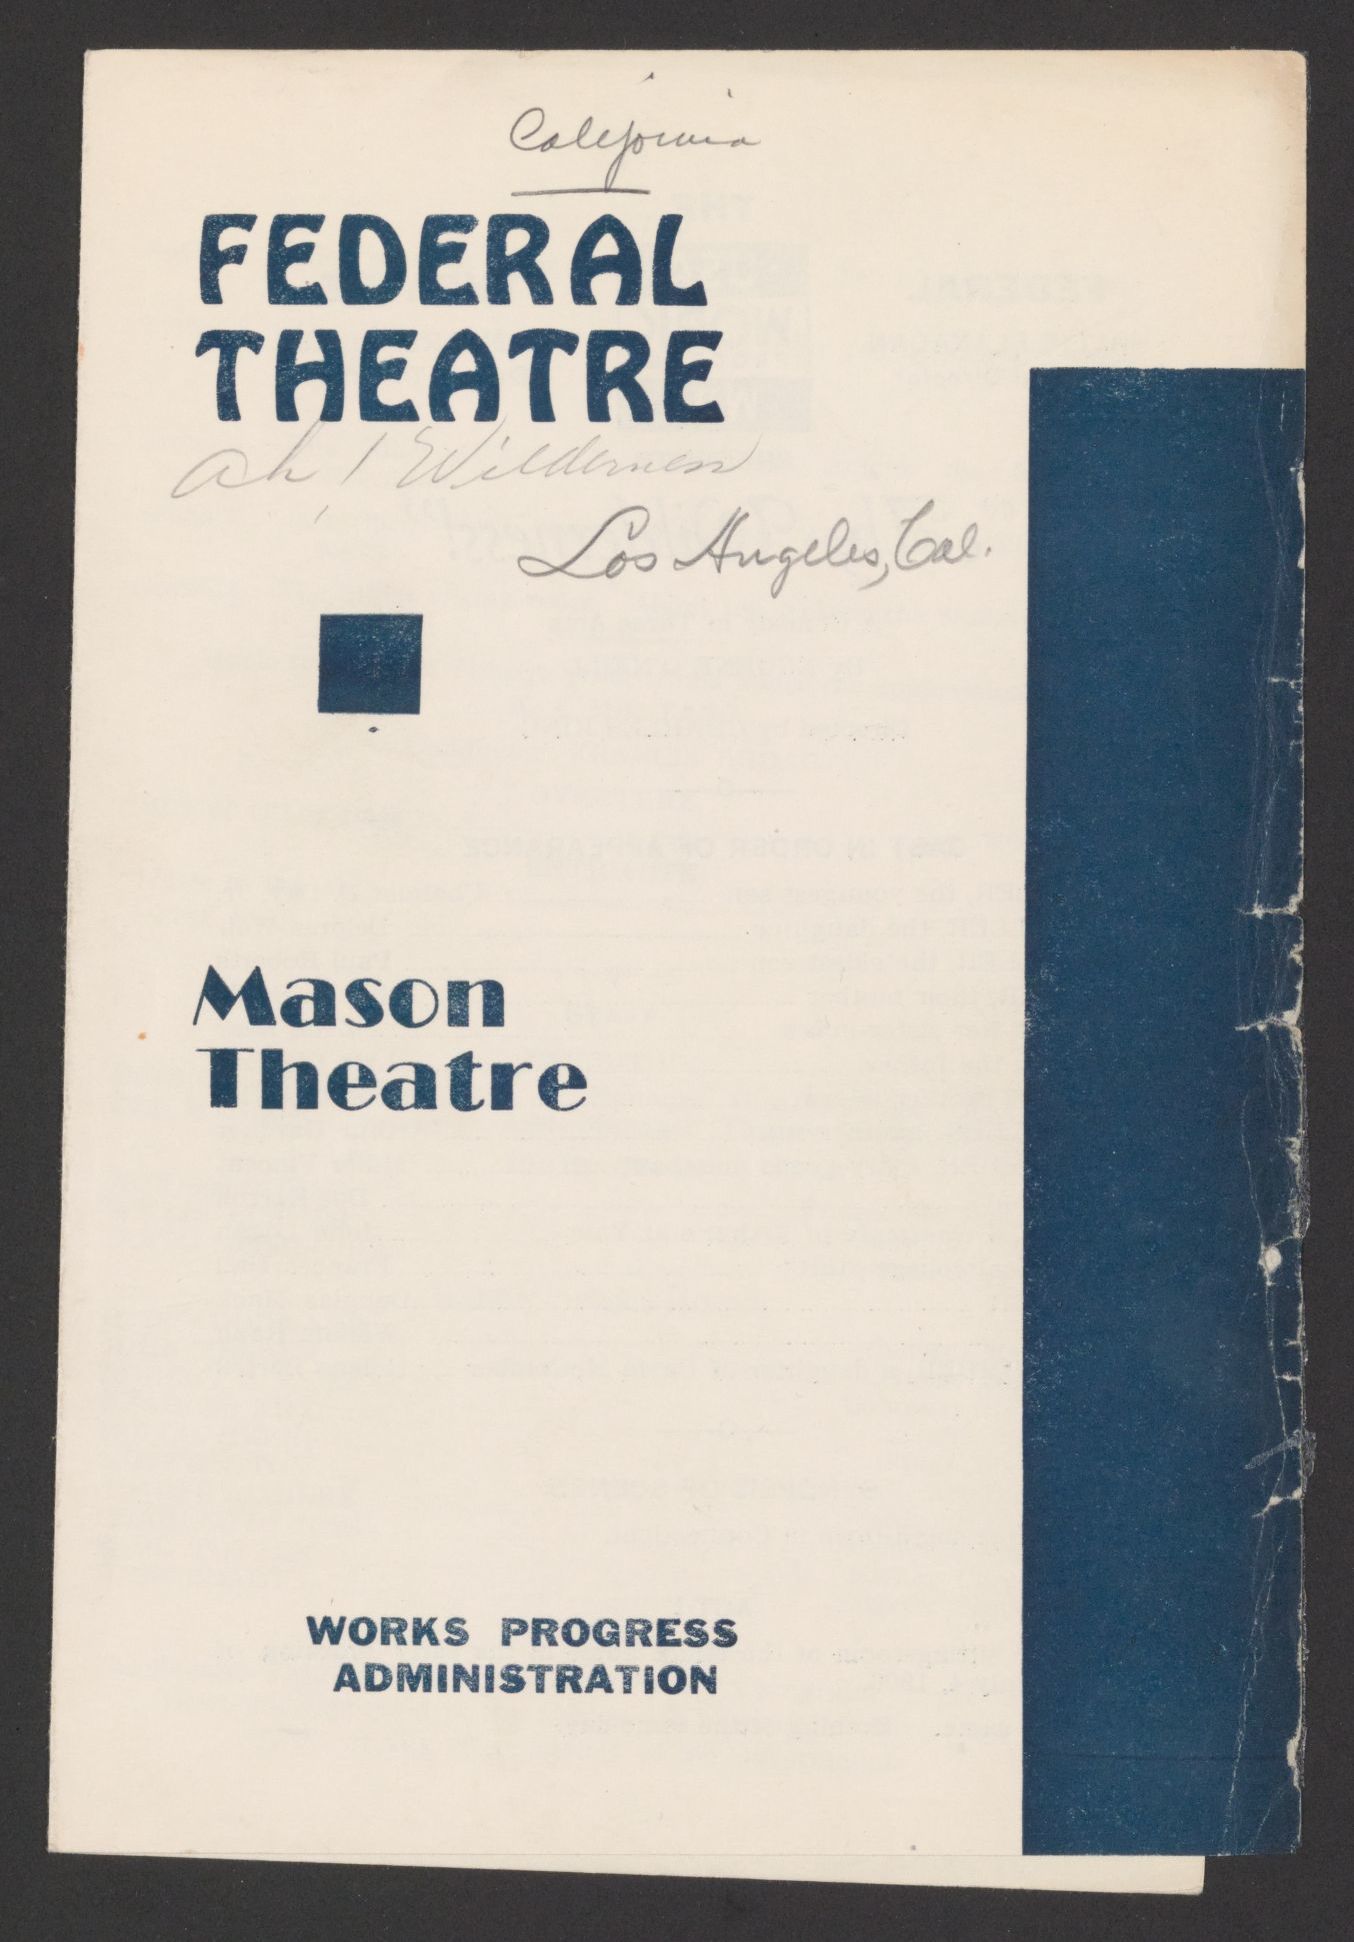 California
FEDERAL
THEATRE
Ah! Wilderness
Los Angeles, Cal.
Mason
Theatre
WORKS PROGRESS
ADMINISTRATION